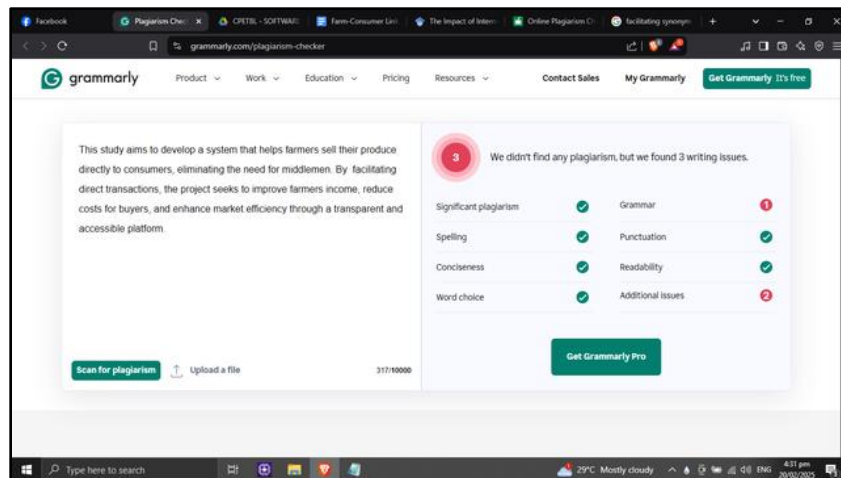 Facebook
Plagiarism Chec
CPETBL - SOFTWAR
Farm-Consumer Lin
The Impact of Intern
Online Plagiarism C
facilitating synonym
grammarly.com/plagiarism-checker
grammarly
Product
Work
Education
Pricing
Resources
Contact Sales
My Grammarly
Get Grammarly It's free
This study aims to develop a system that helps farmers sell their produce
directly to consumers, eliminating the need for middlemen. By facilitating
direct transactions, the project seeks to improve farmers income, reduce
costs for buyers, and enhance market efficiency through a transparent and
accessible platform.
Scan for plagiarism
Upload a file
317/10000
3
We didn't find any plagiarism, but we found 3 writing issues.
Significant plagiarism
Grammar
1
Spelling
Punctuation
Conciseness
Readability
Word choice
Additional issues
2
Get Grammarly Pro
Type here to search
29°C Mostly cloudy
ENG
4:31 pm
20/02/2025